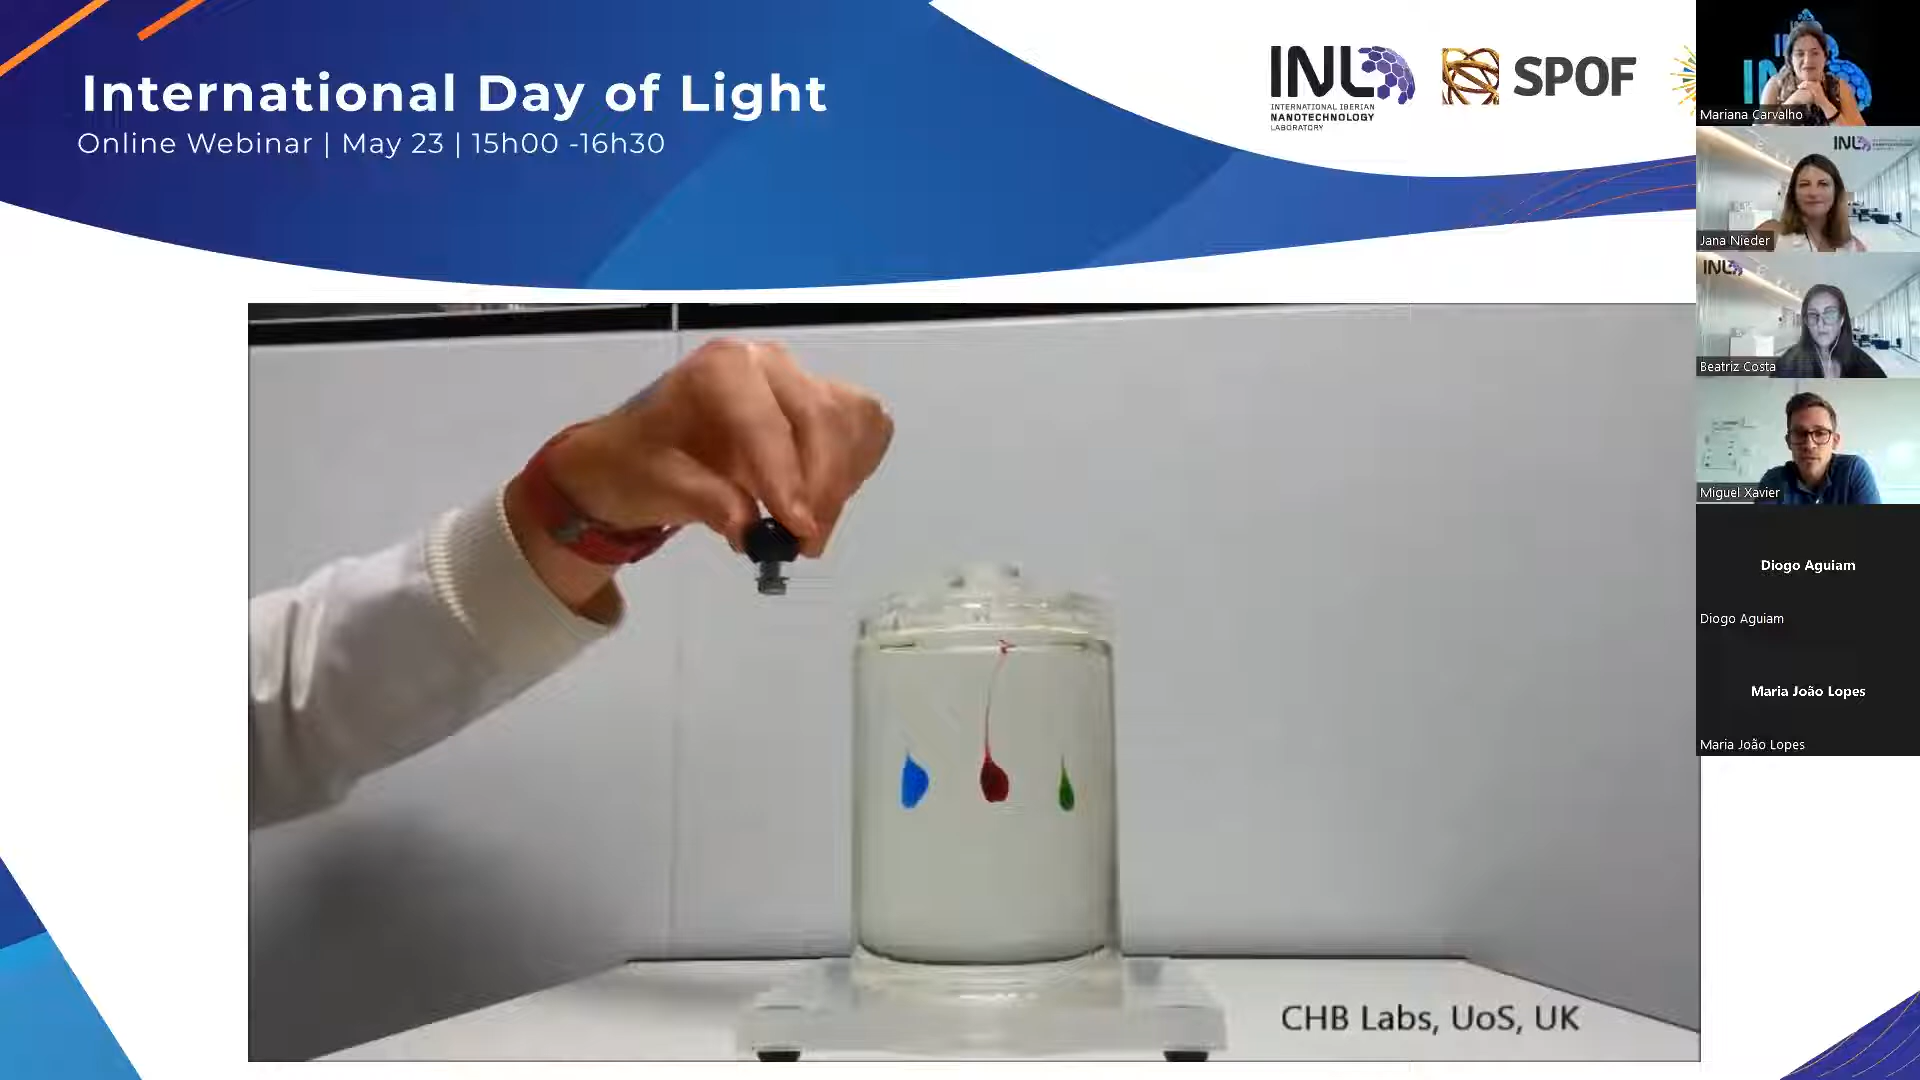 International Day of Light
Online Webinar | May 23 | 15h00 -16h30
INL
INTERNATIONAL IBERIAN
NANOTECHNOLOGY
LABORATORY
SPOF
Mariana Carvalho
INL
Jana Nieder
INL
Beatriz Costa
Miguel Xavier
Diogo Aguiam
Diogo Aguiam
Maria João Lopes
Maria João Lopes
CHB Labs, UoS, UK